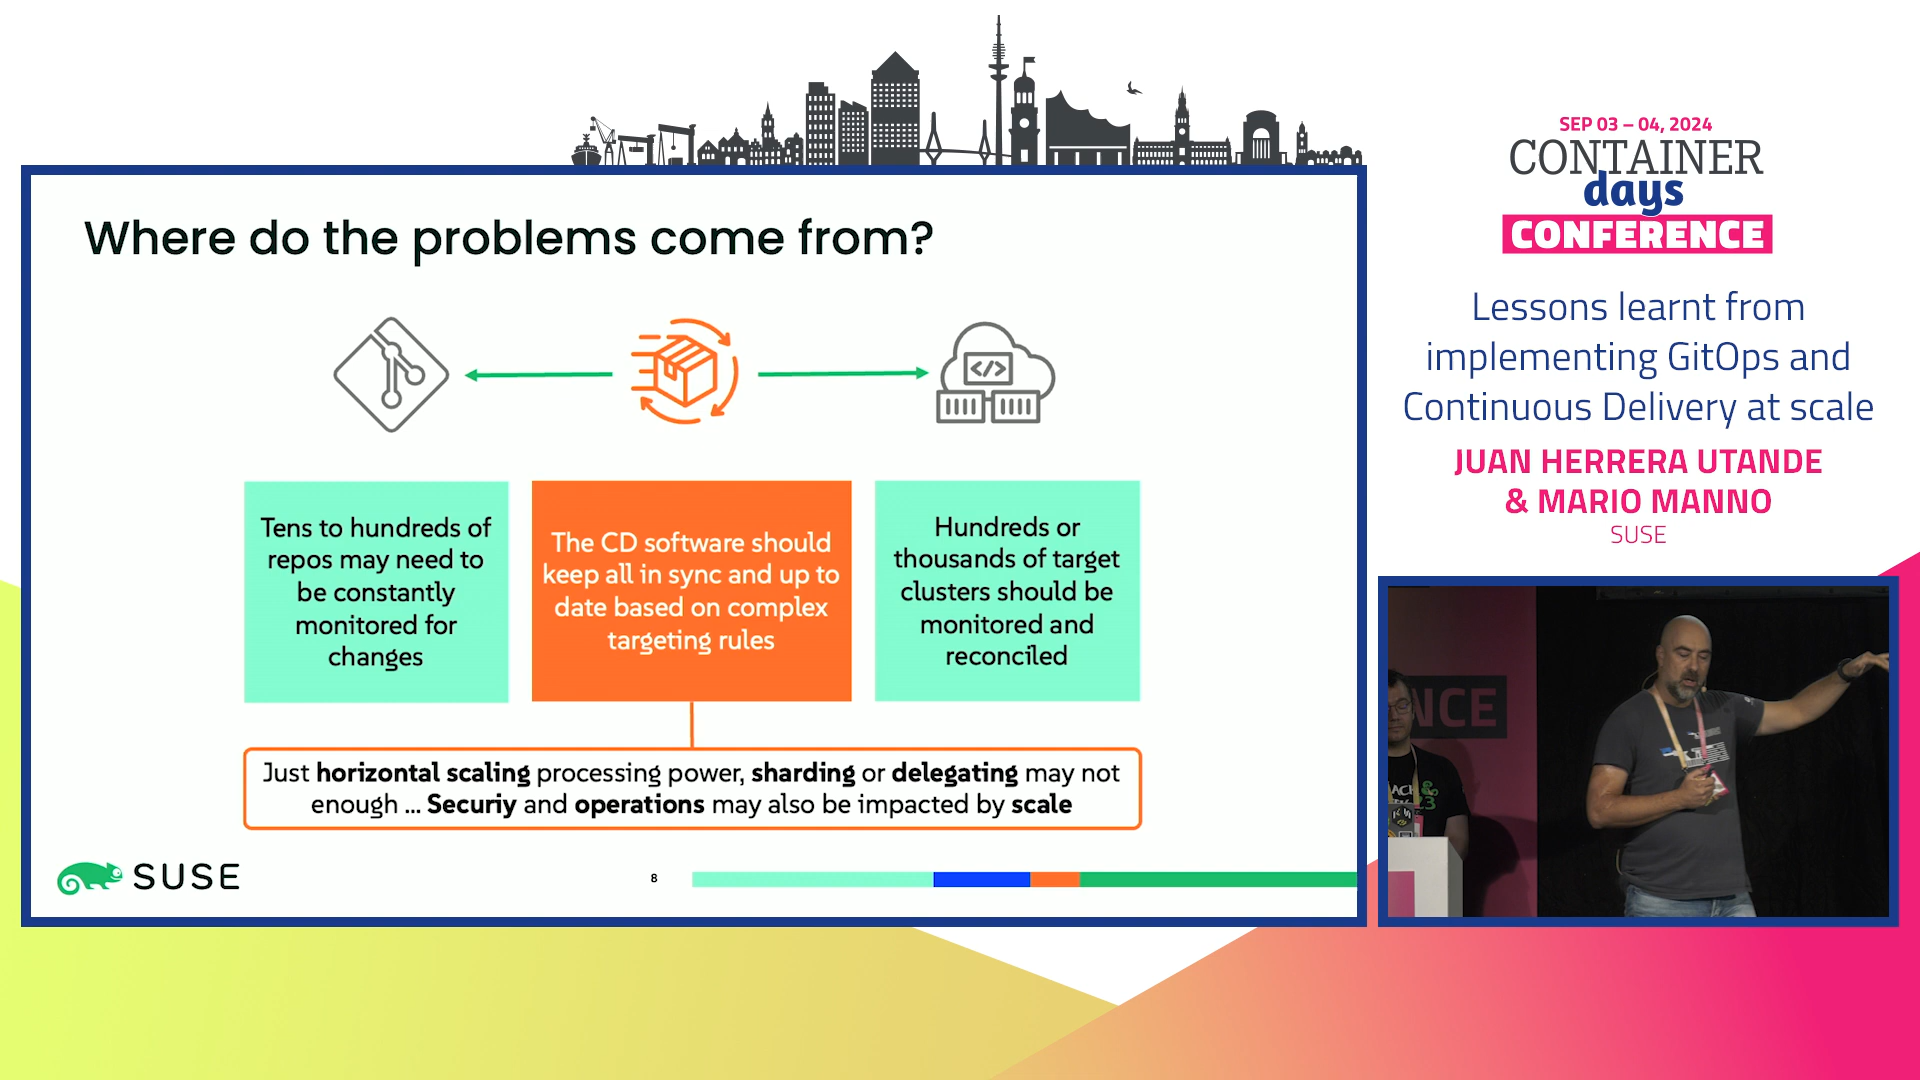 Where do the problems come from?
</>
Tens to hundreds of
repos may need to
be constantly
monitored for
changes
The CD software should
keep all in sync and up to
date based on complex
targeting rules
Hundreds or
thousands of target
clusters should be
monitored and
reconciled
Just horizontal scaling processing power, sharding or delegating may not
enough ... Securiy and operations may also be impacted by scale
SUSE
8
SEP 03 – 04, 2024
CONTAINER
days
CONFERENCE
Lessons learnt from
implementing GitOps and
Continuous Delivery at scale
JUAN HERRERA UTANDE
& MARIO MANNO
SUSE
NCE